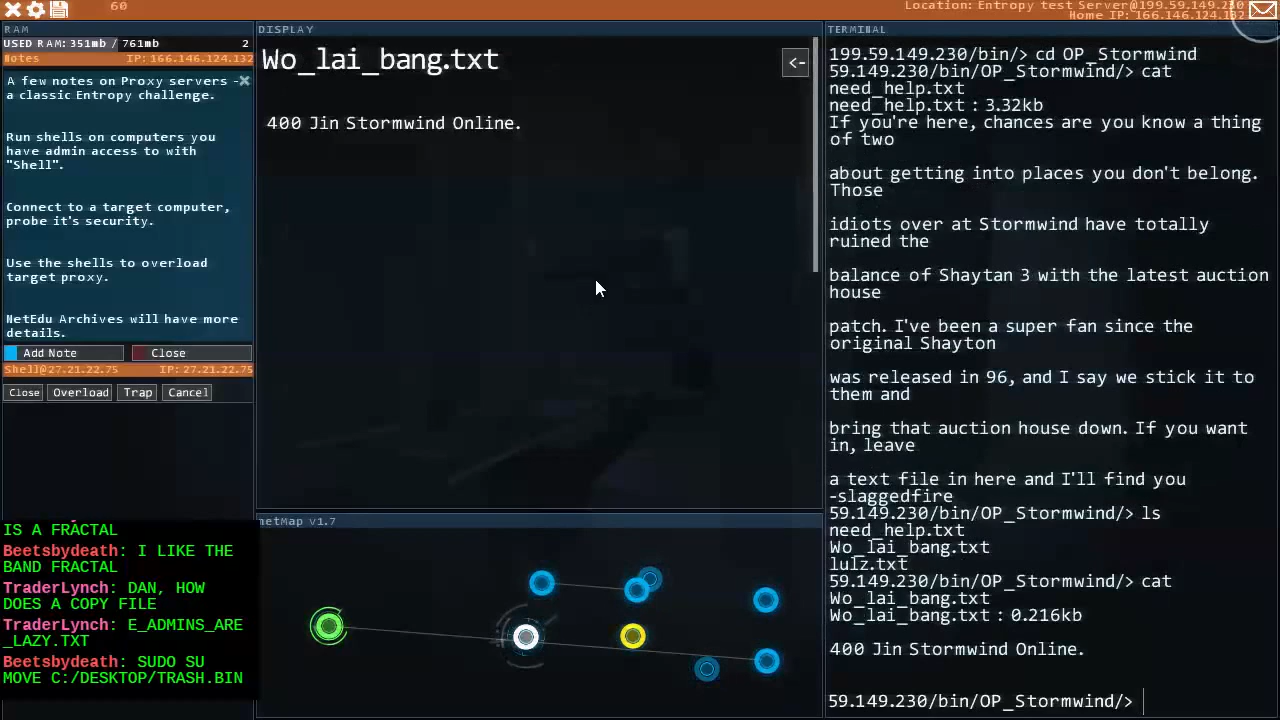 60
Location: Entropy test Server@199.59.149.230
Home IP: 166.146.124.132
RAM
USED RAM: 351mb / 761mb
2
Notes
IP: 166.146.124.132
A few notes on Proxy servers -
a classic Entropy challenge.
Run shells on computers you
have admin access to with
"Shell".
Connect to a target computer,
probe it's security.
Use the shells to overload
target proxy.
NetEdu Archives will have more
details.
Add Note
Close
Shell@27.21.22.75
IP: 27.21.22.75
Close
Overload
Trap
Cancel
IS A FRACTAL
Beetsbydeath: I LIKE THE
BAND FRACTAL
TraderLynch: DAN, HOW
DOES A COPY FILE
TraderLynch: E_ADMINS_ARE
_LAZY.TXT
Beetsbydeath: SUDO SU
MOVE C:/DESKTOP/TRASH.BIN
DISPLAY
Wo_lai_bang.txt
<-
400 Jin Stormwind Online.
netMap v1.7
TERMINAL
199.59.149.230/bin/> cd OP_Stormwind
59.149.230/bin/OP_Stormwind/> cat
need_help.txt
need_help.txt : 3.32kb
If you're here, chances are you know a thing
of two
about getting into places you don't belong.
Those
idiots over at Stormwind have totally
ruined the
balance of Shaytan 3 with the latest auction
house
patch. I've been a super fan since the
original Shayton
was released in 96, and I say we stick it to
them and
bring that auction house down. If you want
in, leave
a text file in here and I'll find you
-slaggedfire
59.149.230/bin/OP_Stormwind/> ls
need_help.txt
Wo_lai_bang.txt
lulz.txt
59.149.230/bin/OP_Stormwind/> cat
Wo_lai_bang.txt
Wo_lai_bang.txt : 0.216kb
400 Jin Stormwind Online.
59.149.230/bin/OP_Stormwind/>